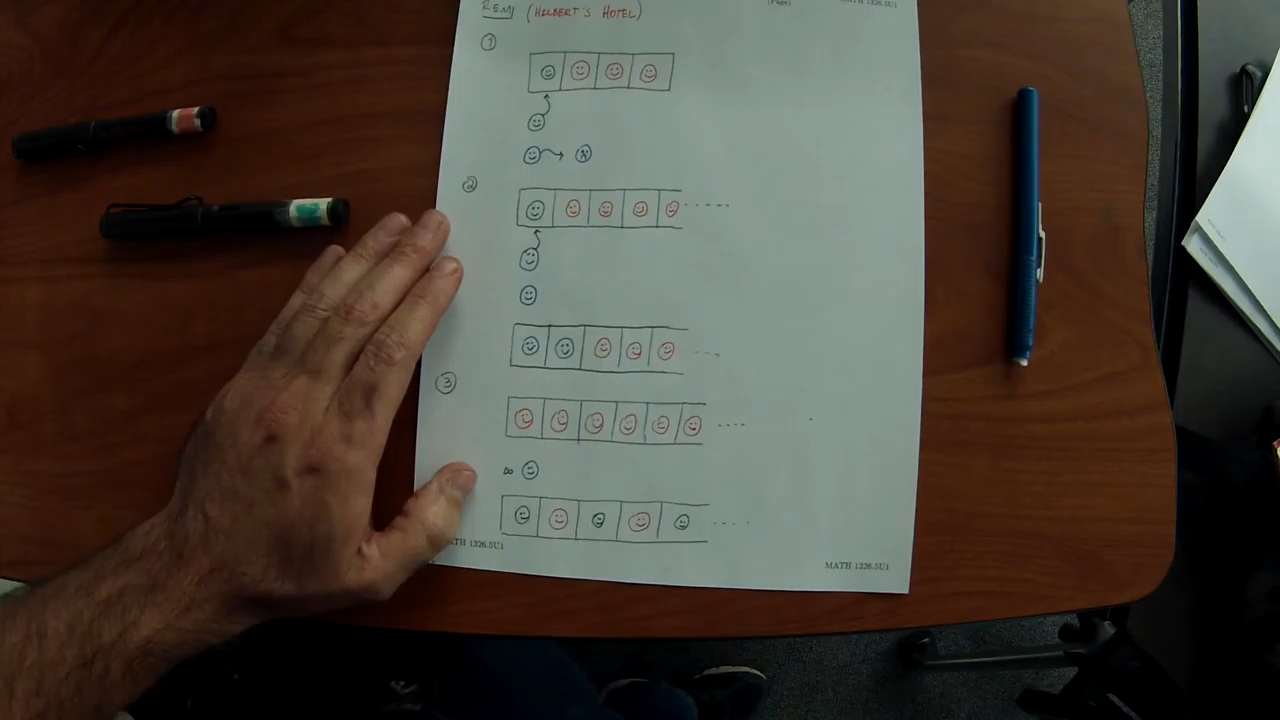 REM (HILBERT'S HOTEL)
(Page)
MATH 1326.5U1
①
②
③
∞
MATH 1326.5U1
MATH 1326.5U1